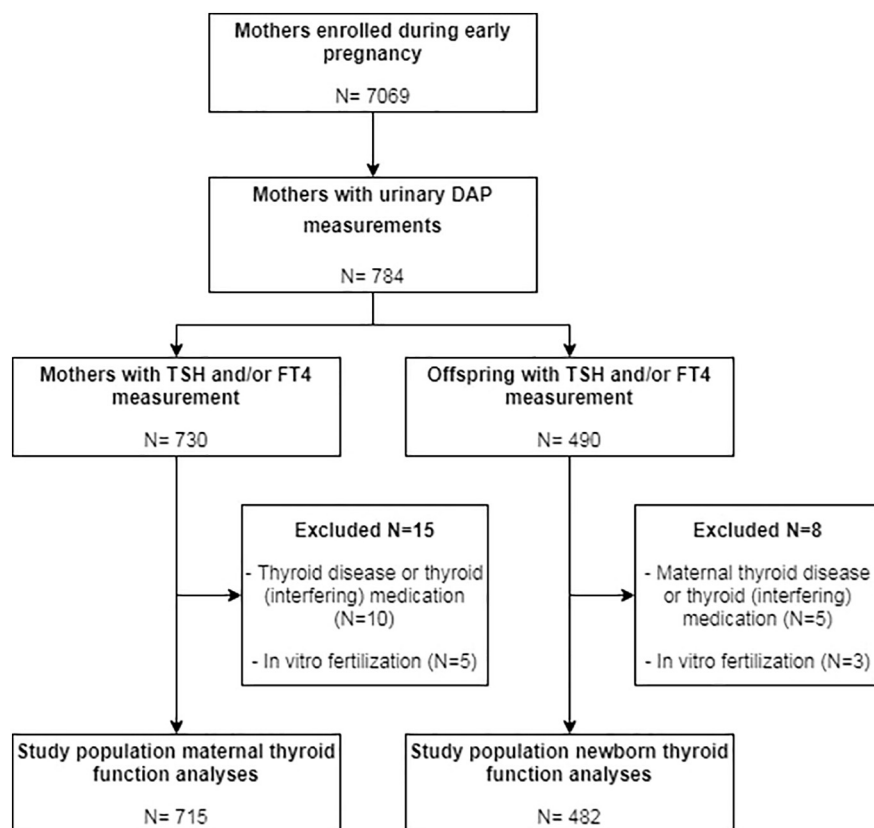 Mothers enrolled during early
pregnancy
N= 7069
Mothers with urinary DAP
measurements
N= 784
Mothers with TSH and/or FT4
measurement
N= 730
Offspring with TSH and/or FT4
measurement
N= 490
Excluded N=15
- Thyroid disease or thyroid
(interfering) medication
(N=10)
- In vitro fertilization (N=5)
Excluded N=8
- Maternal thyroid disease
or thyroid (interfering)
medication (N=5)
- In vitro fertilization (N=3)
Study population maternal thyroid
function analyses
N= 715
Study population newborn thyroid
function analyses
N= 482